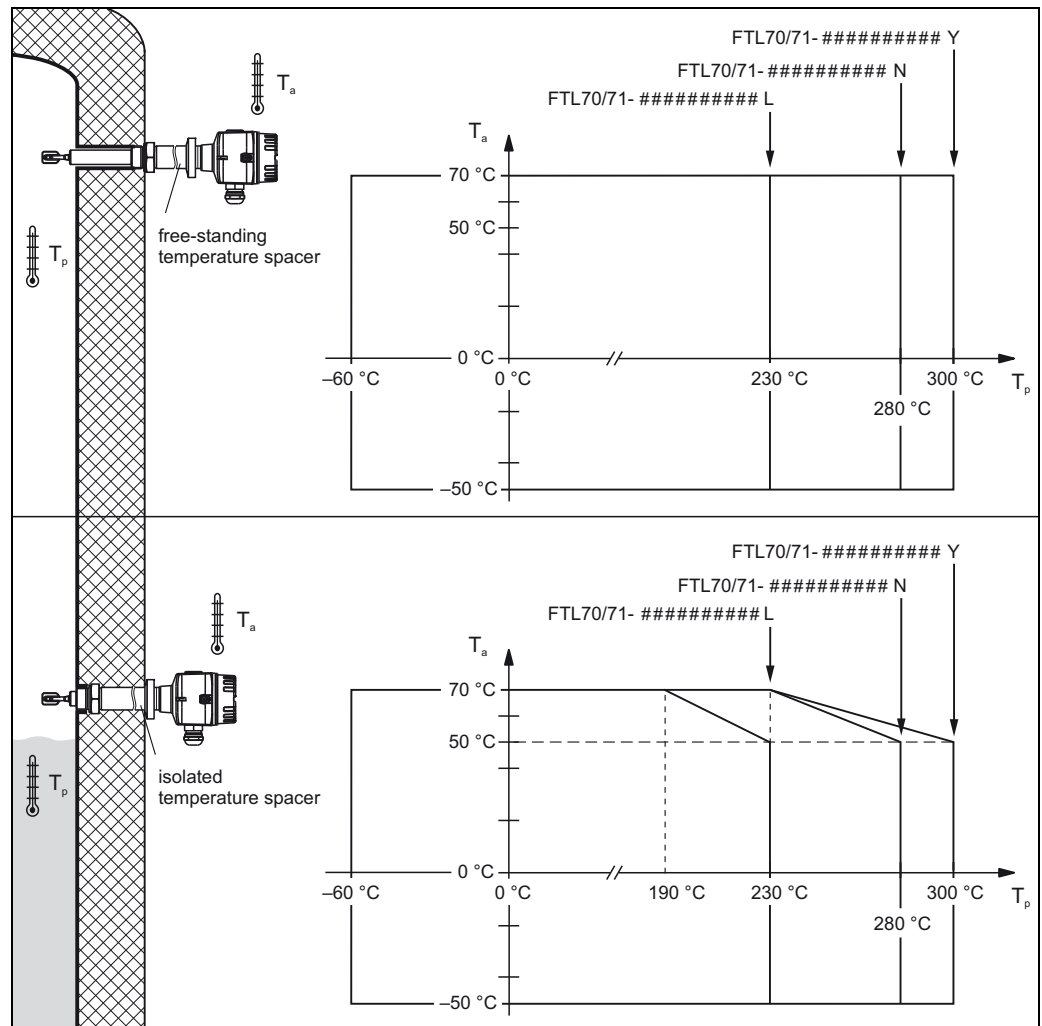 FTL70/71- ########## Y
FTL70/71- ########## N
FTL70/71- ########## L
Ta
Ta
70 °C
50 °C
free-standing
temperature spacer
Tp
0 °C
–60 °C
0 °C
230 °C
300 °C
Tp
280 °C
–50 °C
FTL70/71- ########## Y
FTL70/71- ########## N
FTL70/71- ########## L
Ta
Ta
70 °C
50 °C
Tp
isolated
temperature spacer
0 °C
–60 °C
0 °C
190 °C
230 °C
300 °C
Tp
280 °C
–50 °C